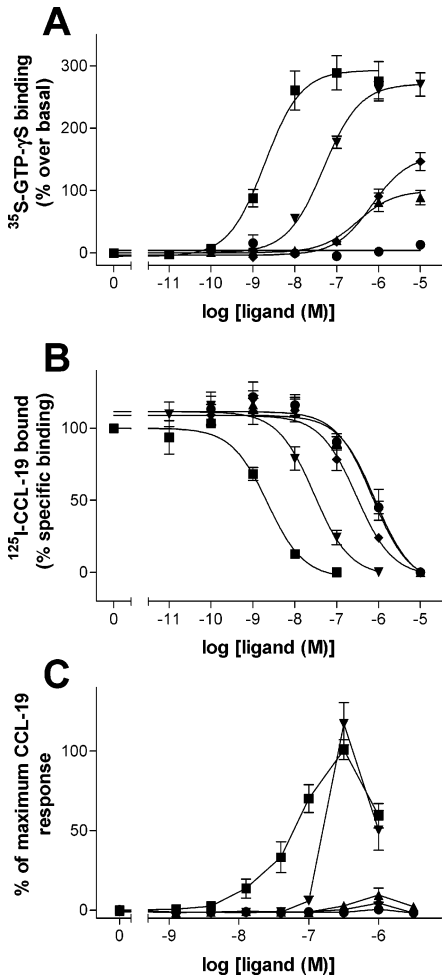 A
300
200
100
0
³⁵S-GTP-γS binding
(% over basal)
0 -11 -10 -9 -8 -7 -6 -5
log [ligand (M)]
B
100
50
0
¹²⁵I-CCL-19 bound
(% specific binding)
0 -11 -10 -9 -8 -7 -6 -5
log [ligand (M)]
C
100
50
0
% of maximum CCL-19
response
0 -9 -8 -7 -6
log [ligand (M)]